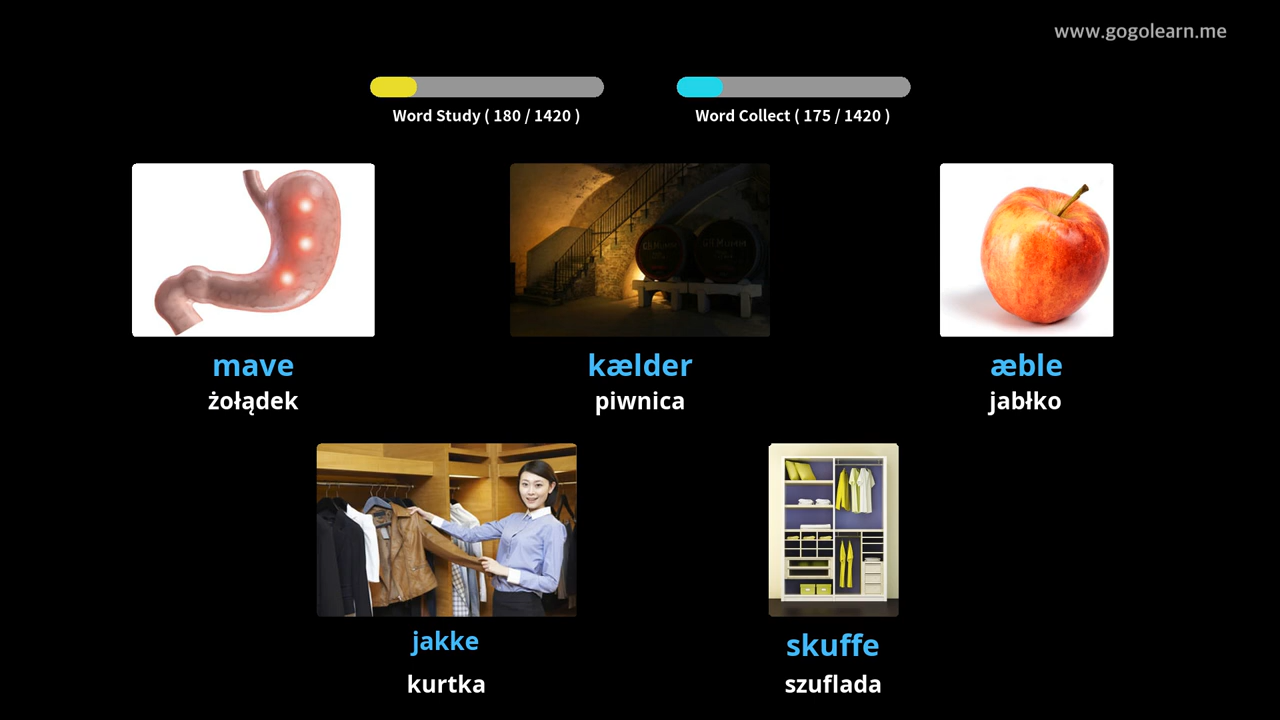 www.gogolearn.me
Word Study ( 180 / 1420 )
Word Collect ( 175 / 1420 )
mave
kælder
æble
żołądek
piwnica
jabłko
jakke
skuffe
kurtka
szuflada